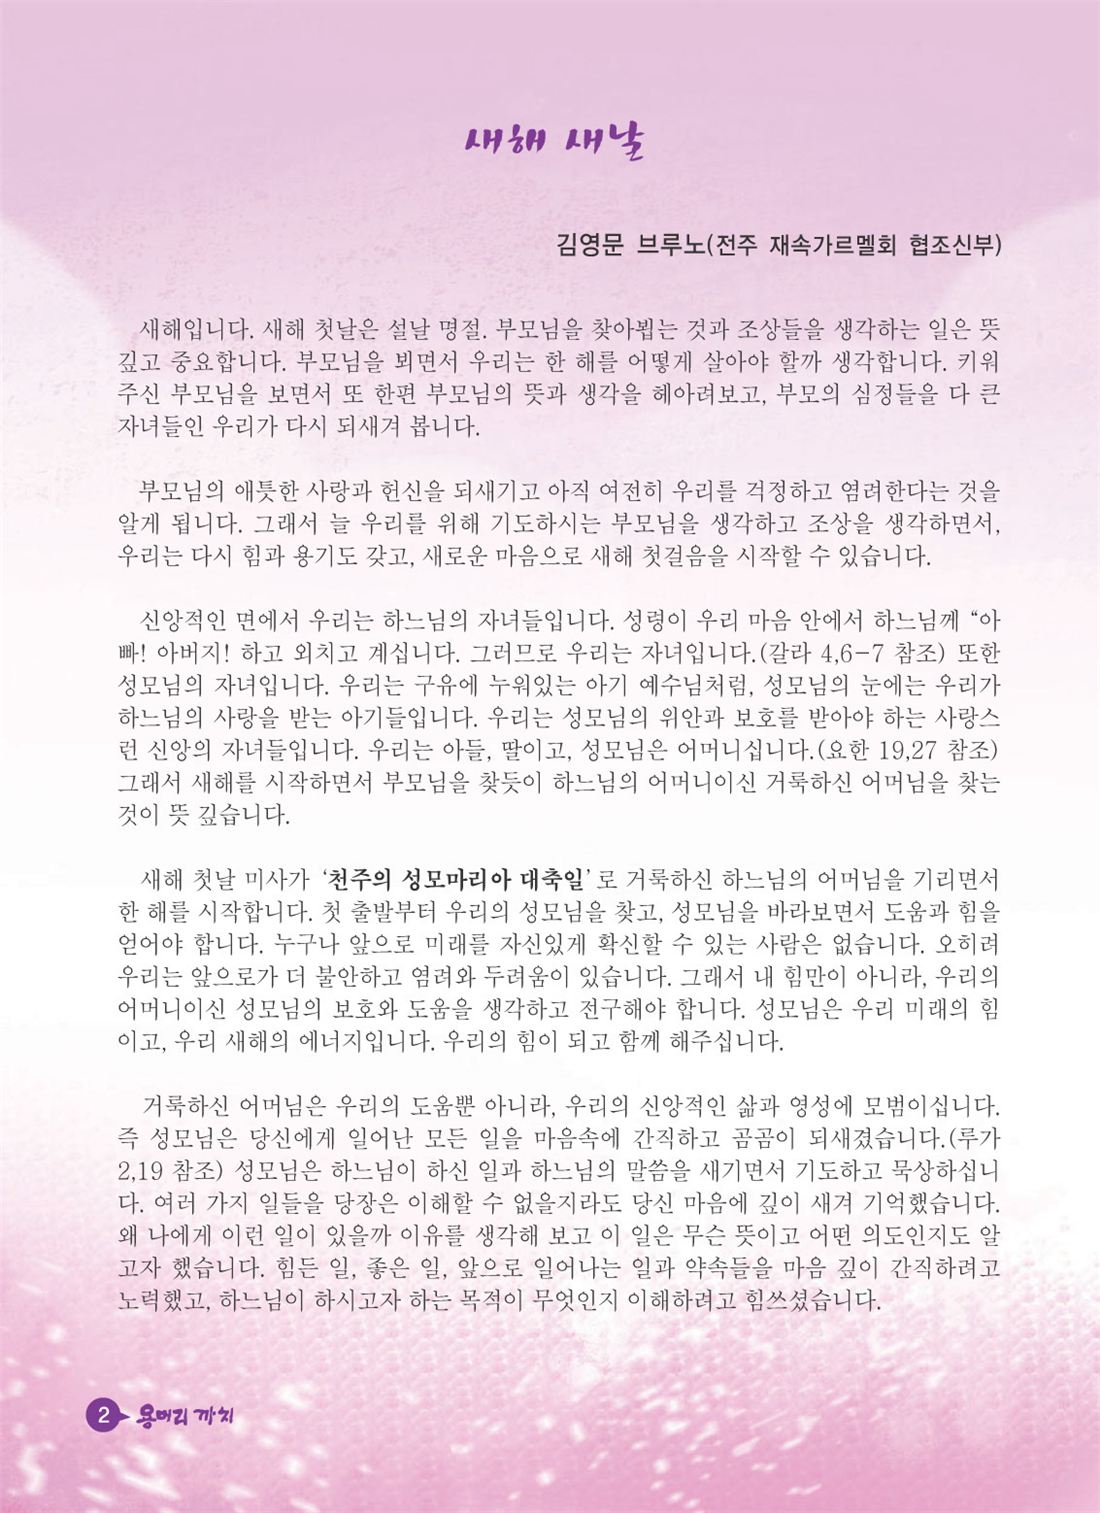 새해 새날
김영문 브루노(전주 재속가르멜회 협조신부)
새해입니다. 새해 첫날은 설날 명절. 부모님을 찾아뵙는 것과 조상들을 생각하는 일은 뜻
깊고 중요합니다. 부모님을 뵈면서 우리는 한 해를 어떻게 살아야 할까 생각합니다. 키워
주신 부모님을 보면서 또 한편 부모님의 뜻과 생각을 헤아려보고, 부모의 심정들을 다 큰
자녀들인 우리가 다시 되새겨 봅니다.
부모님의 애틋한 사랑과 헌신을 되새기고 아직 여전히 우리를 걱정하고 염려한다는 것을
알게 됩니다. 그래서 늘 우리를 위해 기도하시는 부모님을 생각하고 조상을 생각하면서,
우리는 다시 힘과 용기도 갖고, 새로운 마음으로 새해 첫걸음을 시작할 수 있습니다.
신앙적인 면에서 우리는 하느님의 자녀들입니다. 성령이 우리 마음 안에서 하느님께 “아
빠! 아버지! 하고 외치고 계십니다. 그러므로 우리는 자녀입니다.(갈라 4,6-7 참조) 또한
성모님의 자녀입니다. 우리는 구유에 누워있는 아기 예수님처럼, 성모님의 눈에는 우리가
하느님의 사랑을 받는 아기들입니다. 우리는 성모님의 위안과 보호를 받아야 하는 사랑스
런 신앙의 자녀들입니다. 우리는 아들, 딸이고, 성모님은 어머니십니다.(요한 19,27 참조)
그래서 새해를 시작하면서 부모님을 찾듯이 하느님의 어머니이신 거룩하신 어머님을 찾는
것이 뜻 깊습니다.
새해 첫날 미사가 ‘천주의 성모마리아 대축일’로 거룩하신 하느님의 어머님을 기리면서
한 해를 시작합니다. 첫 출발부터 우리의 성모님을 찾고, 성모님을 바라보면서 도움과 힘을
얻어야 합니다. 누구나 앞으로 미래를 자신있게 확신할 수 있는 사람은 없습니다. 오히려
우리는 앞으로가 더 불안하고 염려와 두려움이 있습니다. 그래서 내 힘만이 아니라, 우리의
어머니이신 성모님의 보호와 도움을 생각하고 전구해야 합니다. 성모님은 우리 미래의 힘
이고, 우리 새해의 에너지입니다. 우리의 힘이 되고 함께 해주십니다.
거룩하신 어머님은 우리의 도움뿐 아니라, 우리의 신앙적인 삶과 영성에 모범이십니다.
즉 성모님은 당신에게 일어난 모든 일을 마음속에 간직하고 곰곰이 되새겼습니다.(루가
2,19 참조) 성모님은 하느님이 하신 일과 하느님의 말씀을 새기면서 기도하고 묵상하십니
다. 여러 가지 일들을 당장은 이해할 수 없을지라도 당신 마음에 깊이 새겨 기억했습니다.
왜 나에게 이런 일이 있을까 이유를 생각해 보고 이 일은 무슨 뜻이고 어떤 의도인지도 알
고자 했습니다. 힘든 일, 좋은 일, 앞으로 일어나는 일과 약속들을 마음 깊이 간직하려고
노력했고, 하느님이 하시고자 하는 목적이 무엇인지 이해하려고 힘쓰셨습니다.
2 용머리 까치